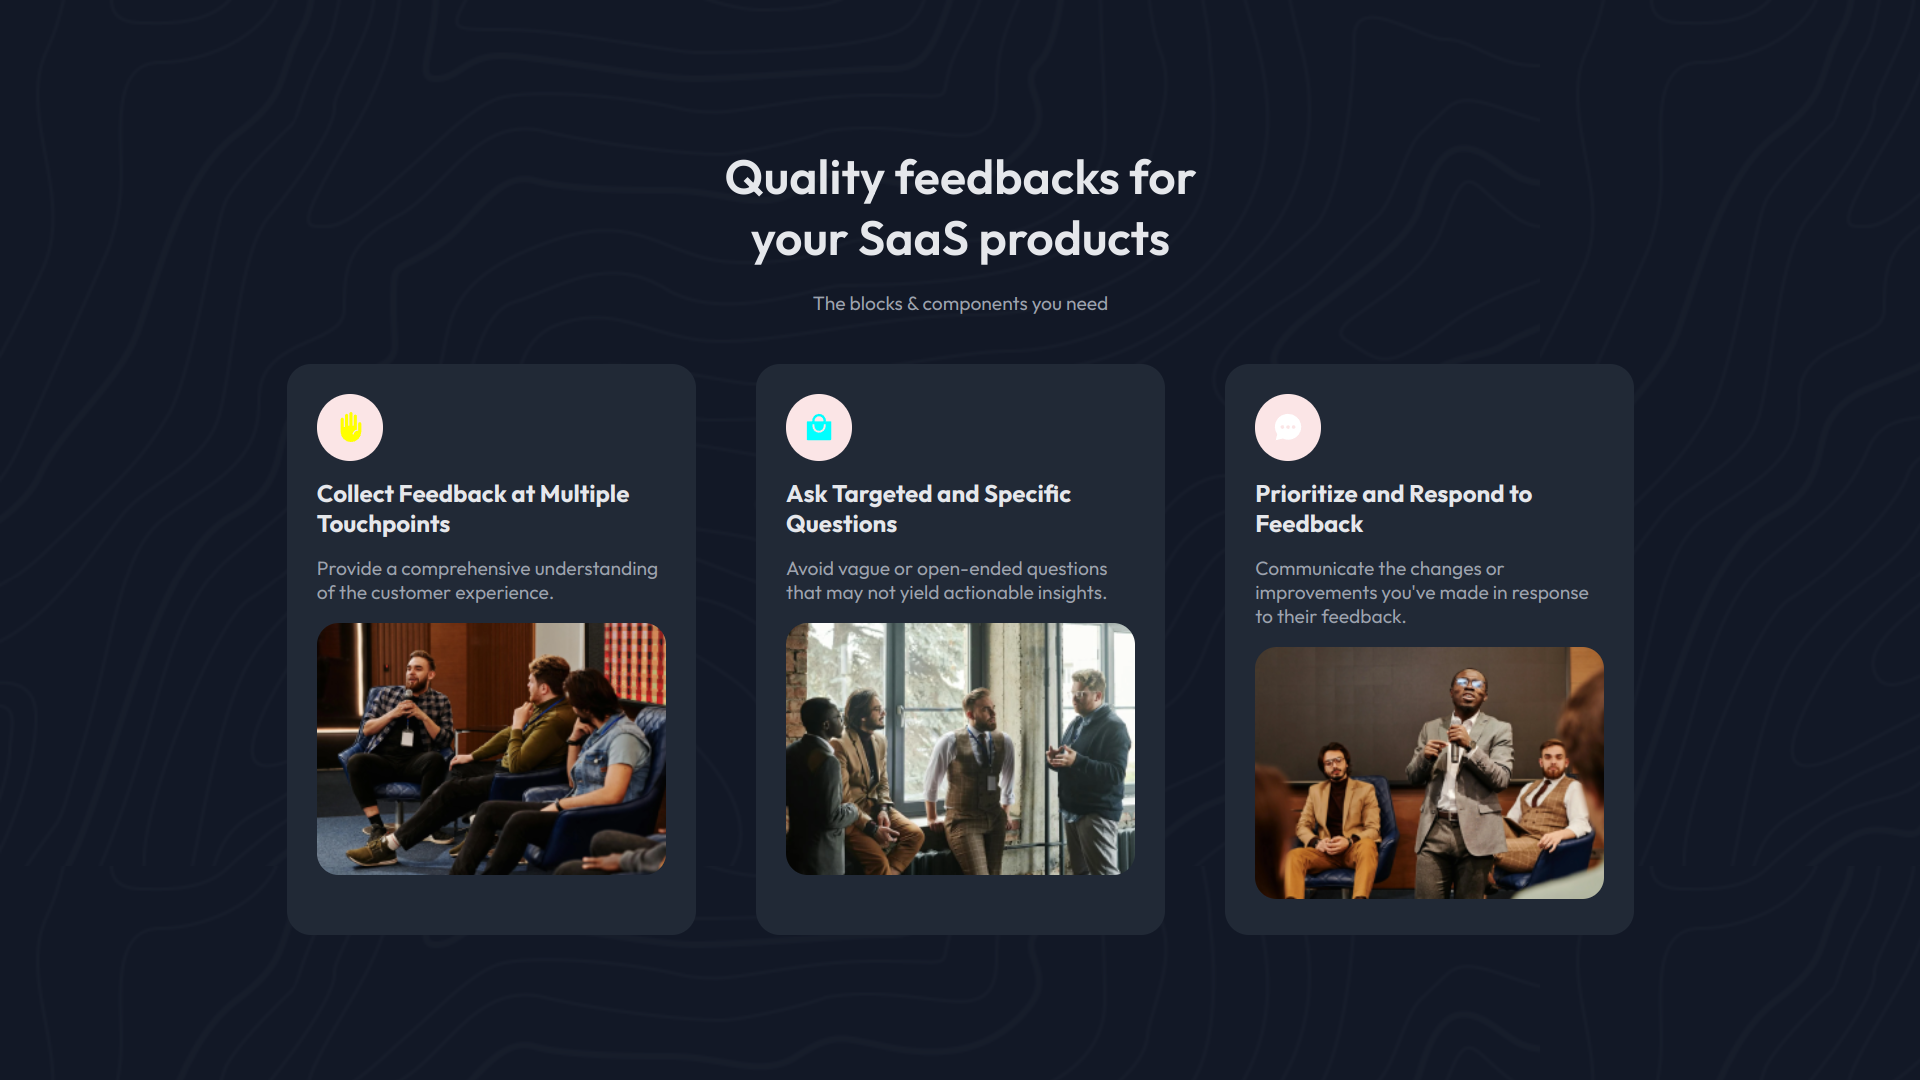 Quality feedbacks for
your SaaS products
The blocks & components you need
Collect Feedback at Multiple
Touchpoints
Provide a comprehensive understanding
of the customer experience.
Ask Targeted and Specific
Questions
Avoid vague or open-ended questions
that may not yield actionable insights.
Prioritize and Respond to
Feedback
Communicate the changes or
improvements you've made in response
to their feedback.